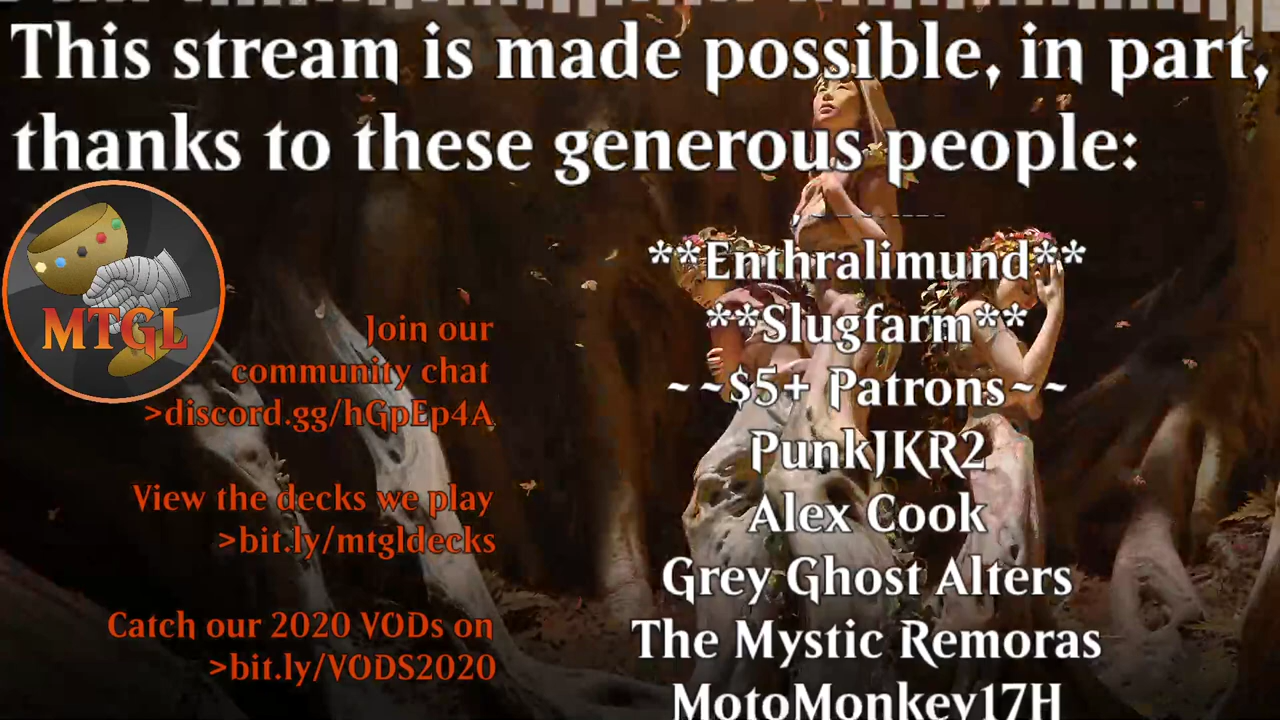 This stream is made possible, in part,
thanks to these generous people:
MTGL
Join our
community chat
>discord.gg/hGpEp4A
View the decks we play
>bit.ly/mtgldecks
Catch our 2020 VODs on
>bit.ly/VODS2020
**Enthralimund**
**Slugfarm**
~~$5+ Patrons~~
PunkJKR2
Alex Cook
Grey Ghost Alters
The Mystic Remoras
MotoMonkey17H